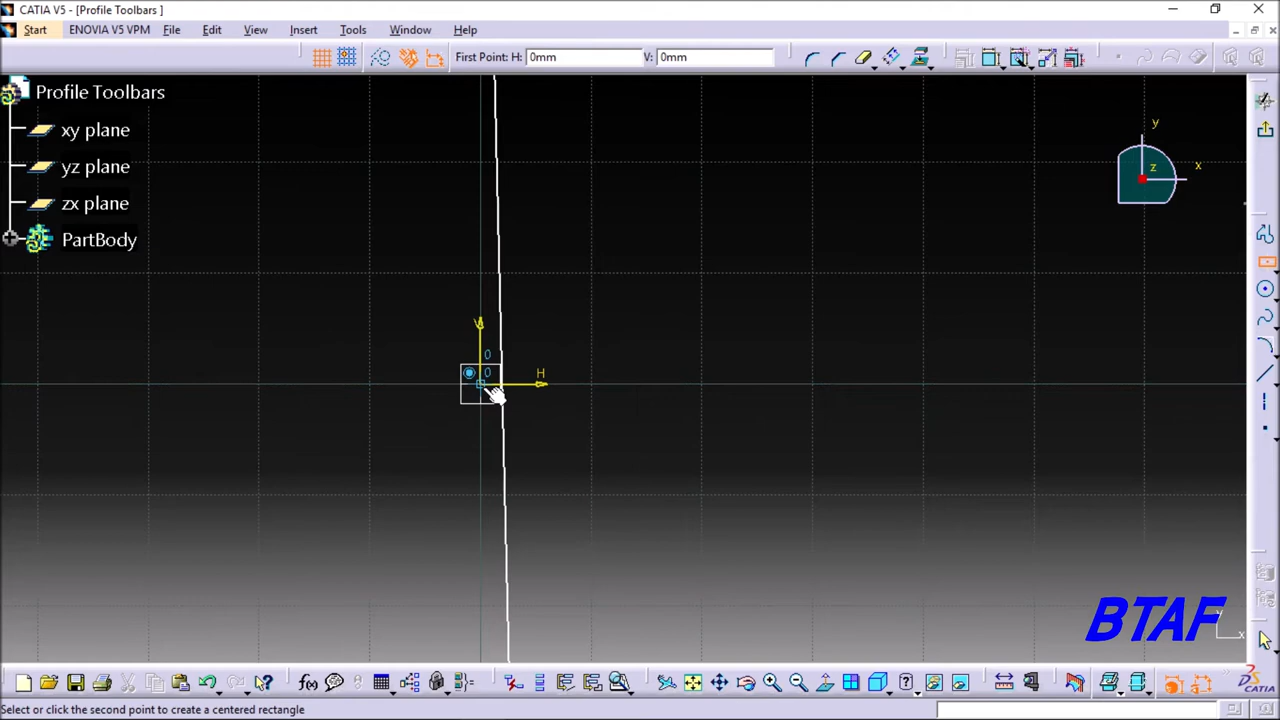 CATIA V5 - [Profile Toolbars ]
Start ENOVIA V5 VPM File Edit View Insert Tools Window Help
First Point: H: 0mm V: 0mm
Profile Toolbars
xy plane
yz plane
zx plane
PartBody
y
x
z
V
0
0
H
BTAF
y
x
f(x)
CATIA
Select or click the second point to create a centered rectangle